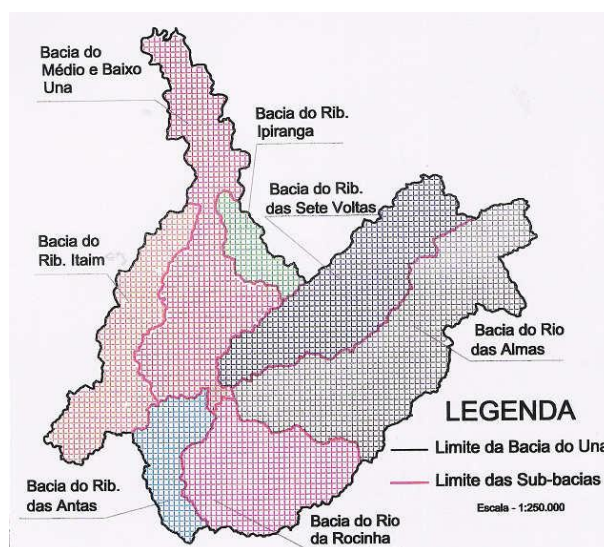 Bacia do
Médio e Baixo
Una
Bacia do Rib.
Ipiranga
Bacia do Rib.
das Sete Voltas
Bacia do
Rib. Itaim
Bacia do Rio
das Almas
LEGENDA
Limite da Bacia do Una
Limite das Sub-bacias
Escala - 1:250.000
Bacia do Rib.
das Antas
Bacia do Rio
da Rocinha